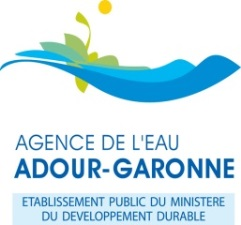 AGENCE DE L'EAU
ADOUR-GARONNE
ETABLISSEMENT PUBLIC DU MINISTERE
DU DEVELOPPEMENT DURABLE